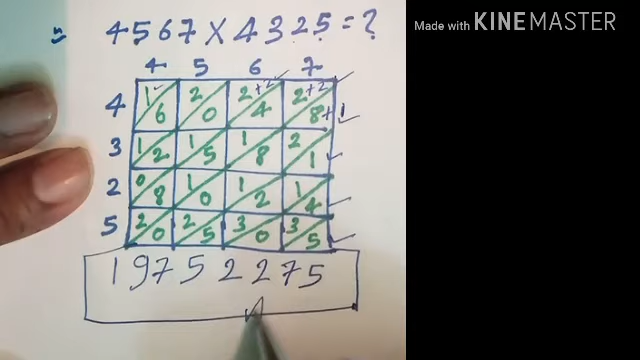 4567 X 4325 = ?
Made with KINEMASTER
4 5 6 7
4 1 6 2 0 2 +2 4 2 +2 8 +1
3 1 2 1 5 1 8 2 1
2 0 8 1 0 1 2 1 4
5 2 0 2 5 3 0 3 5
19752275